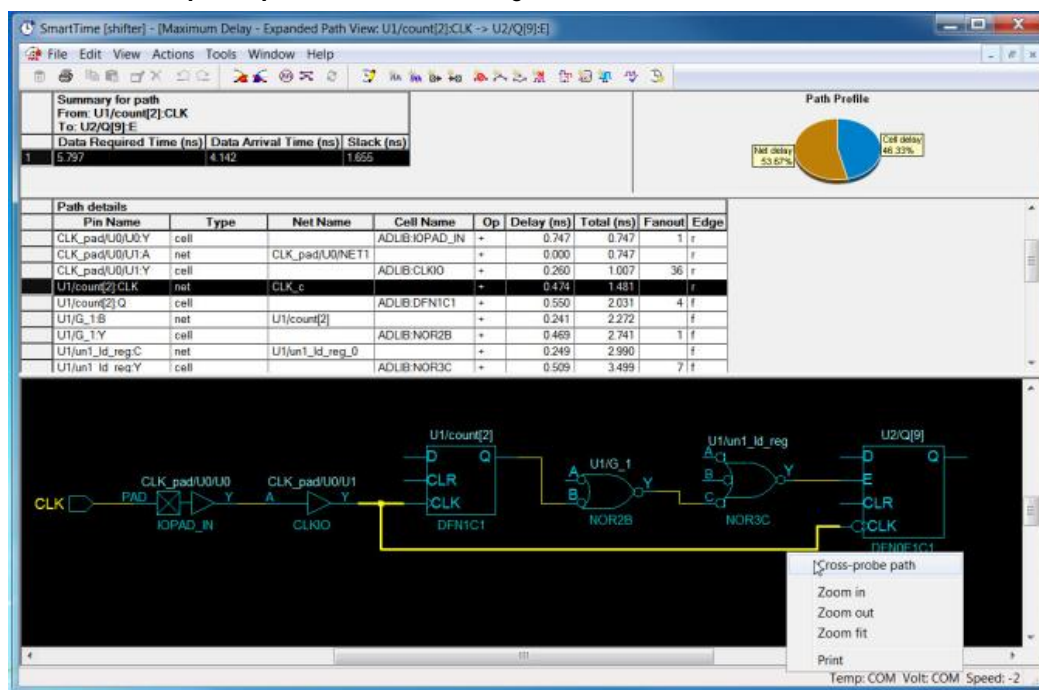 SmartTime [shifter] - [Maximum Delay - Expanded Path View: U1/count[2]:CLK -> U2/Q[9]:E]
File Edit View Actions Tools Window Help
Summary for path
From: U1/count[2]:CLK
To: U2/Q[9]:E
Data Required Time (ns) Data Arrival Time (ns) Slack (ns)
1 5.797 4.142 1.655
Path Profile
Cell delay
46.33%
Net delay
53.67%
Path details
Pin Name Type Net Name Cell Name Op Delay (ns) Total (ns) Fanout Edge
CLK_pad/U0/U0:Y cell ADLIB:IOPAD_IN + 0.747 0.747 1 r
CLK_pad/U0/U1:A net CLK_pad/U0/NET1 + 0.000 0.747 r
CLK_pad/U0/U1:Y cell ADLIB:CLKIO + 0.260 1.007 36 r
U1/count[2]:CLK net CLK_c + 0.474 1.481 r
U1/count[2]:Q cell ADLIB:DFN1C1 + 0.550 2.031 4 f
U1/G_1:B net U1/count[2] + 0.241 2.272 f
U1/G_1:Y cell ADLIB:NOR2B + 0.469 2.741 1 f
U1/un1_ld_reg:C net U1/un1_ld_reg_0 + 0.249 2.990 f
U1/un1_ld_reg:Y cell ADLIB:NOR3C + 0.509 3.499 7 f
U1/count[2]
U1/un1_ld_reg
U2/Q[9]
D Q
A
D Q
U1/G_1
CLK_pad/U0/U0
CLK_pad/U0/U1
CLR
A
Y
B
Y
E
CLK
PAD
Y
A
Y
CLK
B
C
CLR
IOPAD_IN
CLKIO
DFN1C1
NOR2B
NOR3C
CLK
DFN0E1C1
Cross-probe path
Zoom in
Zoom out
Zoom fit
Print
Temp: COM Volt: COM Speed: -2